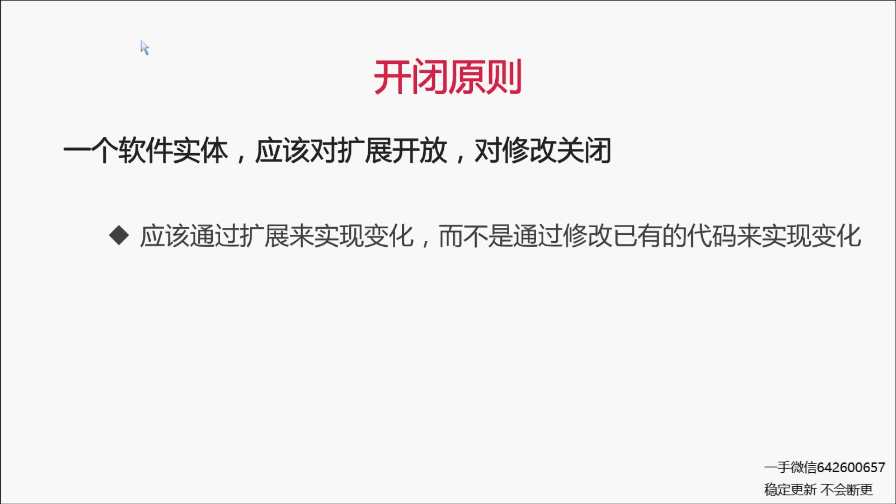 开闭原则
一个软件实体，应该对扩展开放，对修改关闭
◆ 应该通过扩展来实现变化，而不是通过修改已有的代码来实现变化
一手微信642600657
稳定更新 不会断更